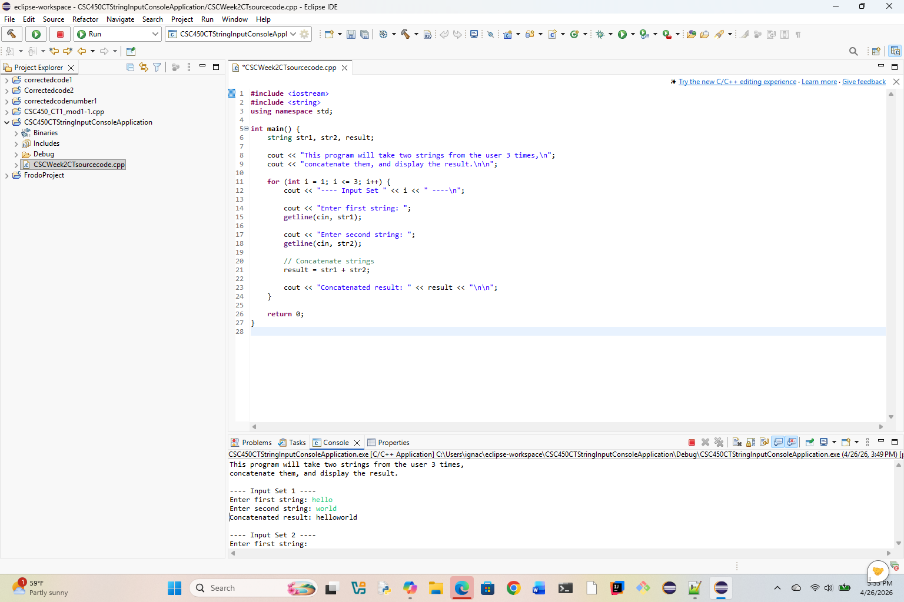 eclipse-workspace - CSC450CTStringInputConsoleApplication/CSCWeek2CTsourcecode.cpp - Eclipse IDE
File Edit Source Refactor Navigate Search Project Run Window Help
Run CSC450CTStringInputConsoleAppl
Project Explorer
*CSCWeek2CTsourcecode.cpp
correctedcode1
Correctedcode2
correctedcodenumber1
CSC450_CT1_mod1-1.cpp
CSC450CTStringInputConsoleApplication
Binaries
Includes
Debug
CSCWeek2CTsourcecode.cpp
FrodoProject
Try the new C/C++ editing experience - Learn more - Give feedback
1 #include <iostream>
2 #include <string>
3 using namespace std;
4
5 int main() {
6 string str1, str2, result;
7
8 cout << "This program will take two strings from the user 3 times,\n";
9 cout << "concatenate them, and display the result.\n\n";
10
11 for (int i = 1; i <= 3; i++) {
12 cout << "---- Input Set " << i << " ----\n";
13
14 cout << "Enter first string: ";
15 getline(cin, str1);
16
17 cout << "Enter second string: ";
18 getline(cin, str2);
19
20 // Concatenate strings
21 result = str1 + str2;
22
23 cout << "Concatenated result: " << result << "\n\n";
24 }
25
26 return 0;
27 }
28
Problems Tasks Console Properties
CSC450CTStringInputConsoleApplication.exe [C/C++ Application] C:\Users\ignac\eclipse-workspace\CSC450CTStringInputConsoleApplication\Debug\CSC450CTStringInputConsoleApplication.exe (4/26/26, 3:49 PM) [p
This program will take two strings from the user 3 times,
concatenate them, and display the result.
---- Input Set 1 ----
Enter first string: hello
Enter second string: world
Concatenated result: helloworld
---- Input Set 2 ----
Enter first string:
1
59°F
Partly sunny
Search
PM
4/26/2026